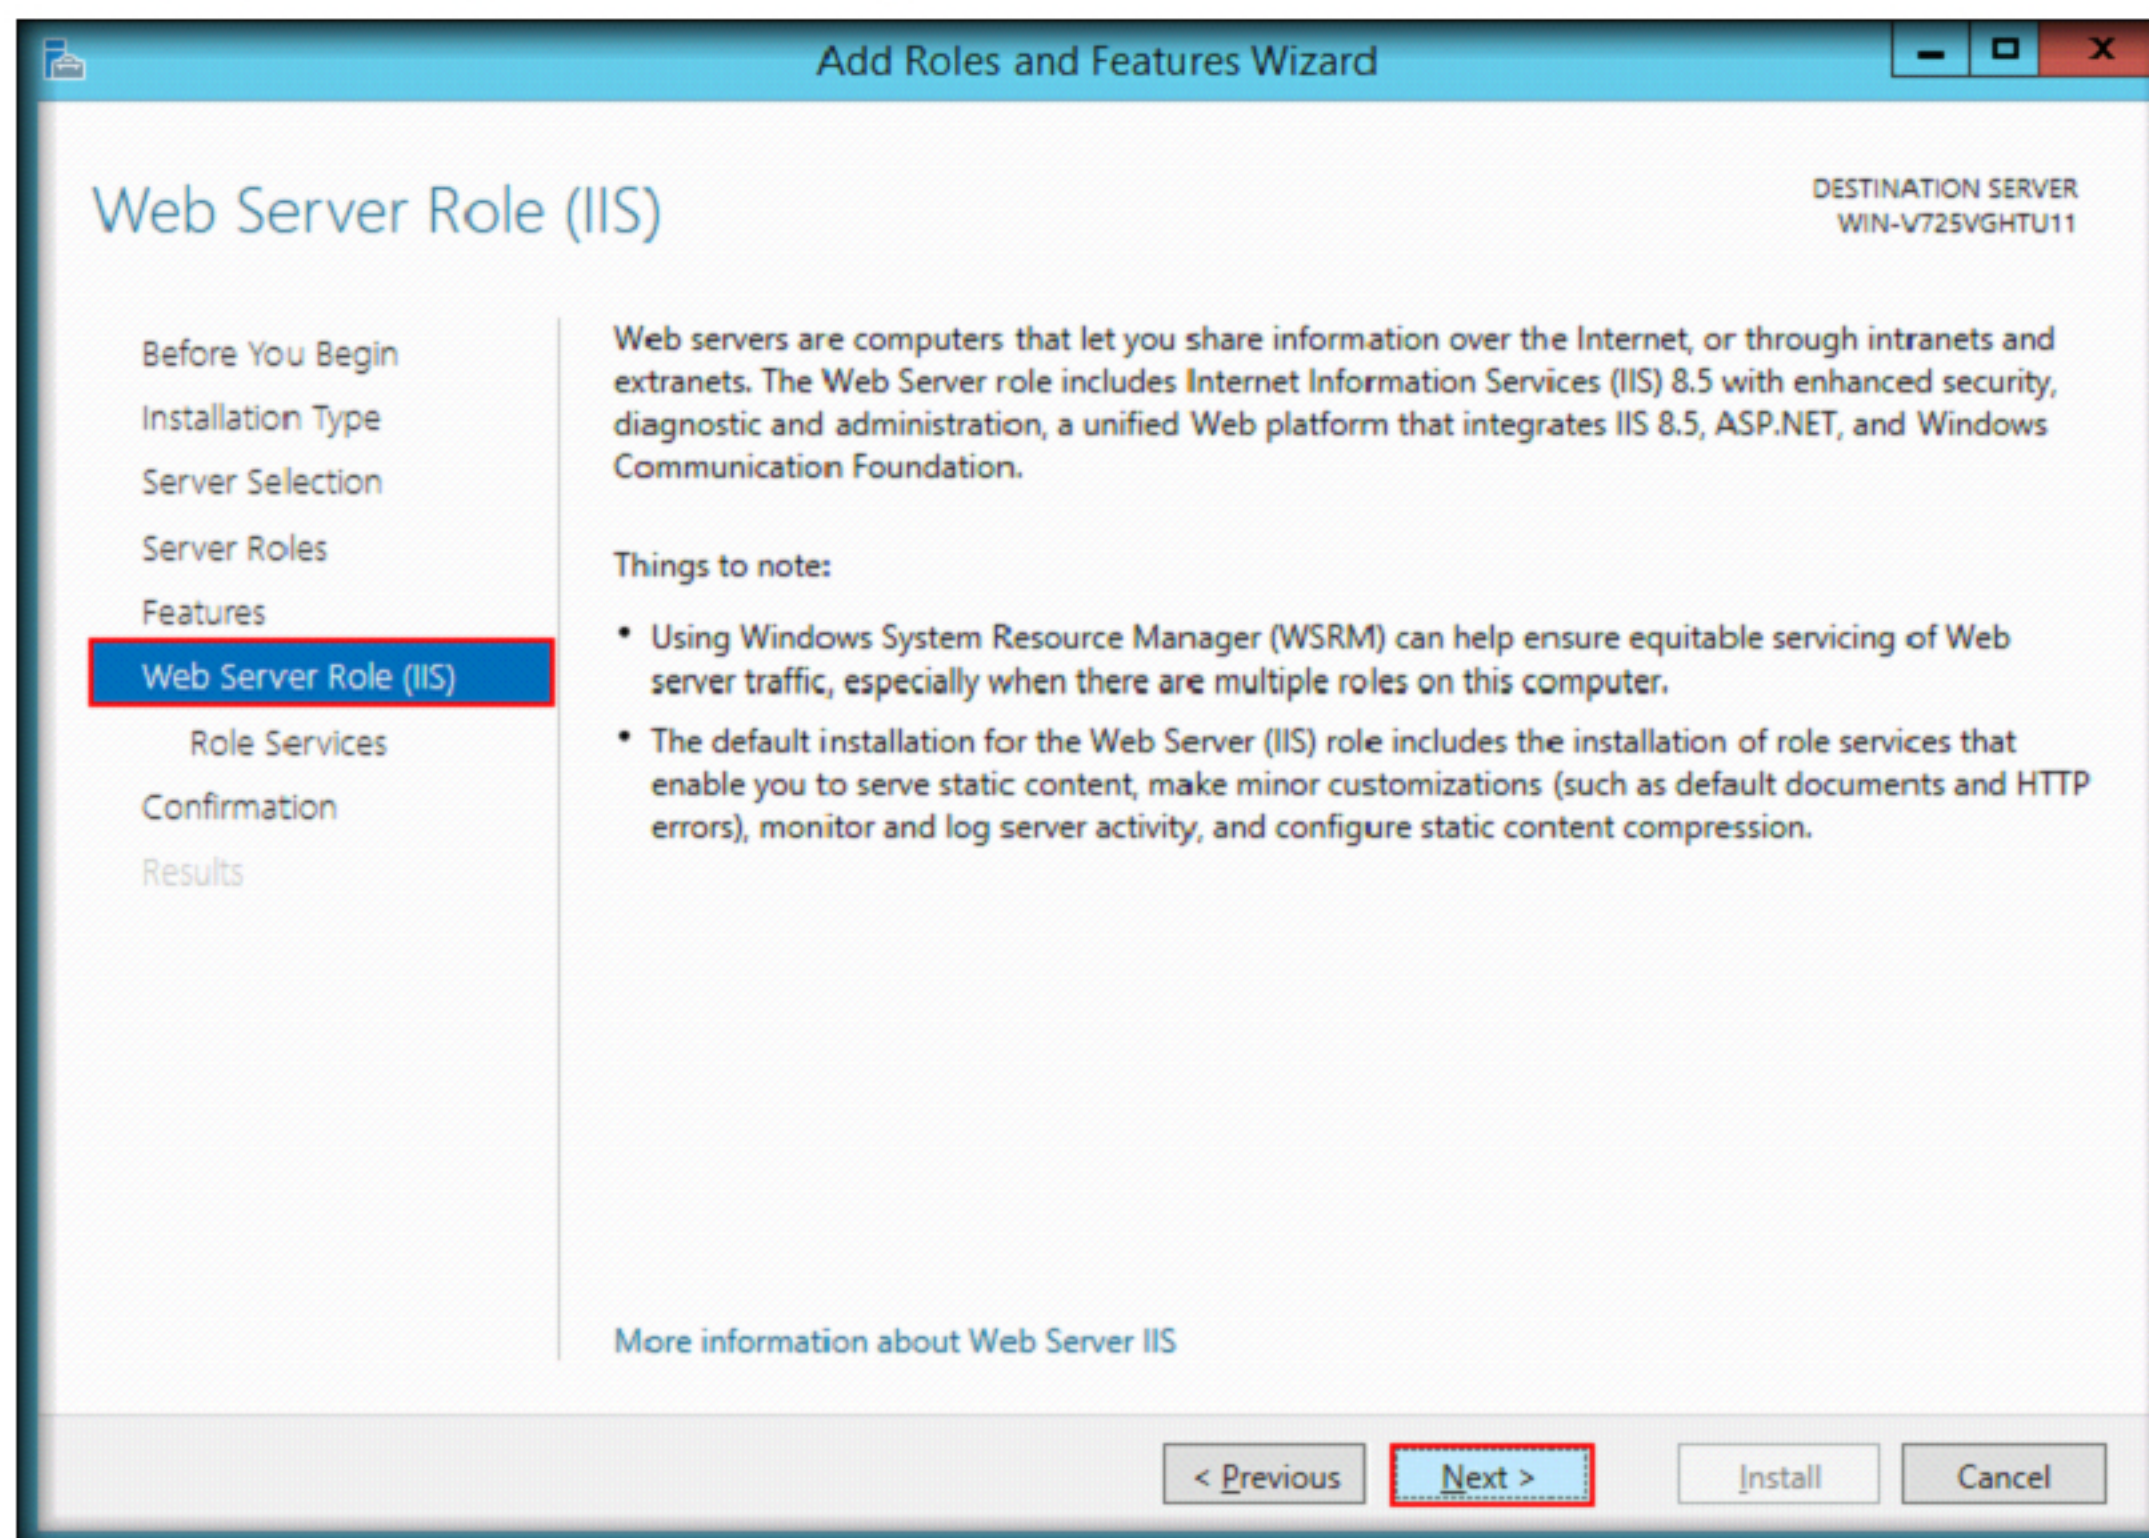 Add Roles and Features Wizard
Web Server Role (IIS)
DESTINATION SERVER
WIN-V725VGHTU11
Before You Begin
Installation Type
Server Selection
Server Roles
Features
Web Server Role (IIS)
Role Services
Confirmation
Results
Web servers are computers that let you share information over the Internet, or through intranets and
extranets. The Web Server role includes Internet Information Services (IIS) 8.5 with enhanced security,
diagnostic and administration, a unified Web platform that integrates IIS 8.5, ASP.NET, and Windows
Communication Foundation.
Things to note:
• Using Windows System Resource Manager (WSRM) can help ensure equitable servicing of Web
server traffic, especially when there are multiple roles on this computer.
• The default installation for the Web Server (IIS) role includes the installation of role services that
enable you to serve static content, make minor customizations (such as default documents and HTTP
errors), monitor and log server activity, and configure static content compression.
More information about Web Server IIS
< Previous
Next >
Install
Cancel